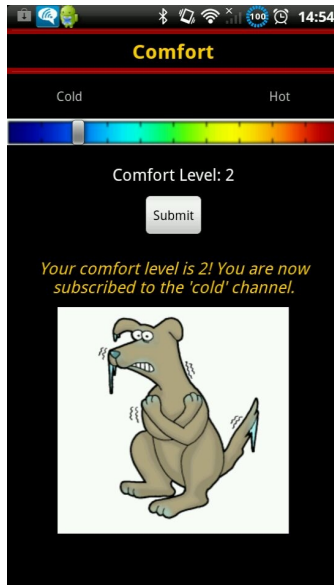 100 14:54
Comfort
Cold Hot
Comfort Level: 2
Submit
Your comfort level is 2! You are now
subscribed to the 'cold' channel.